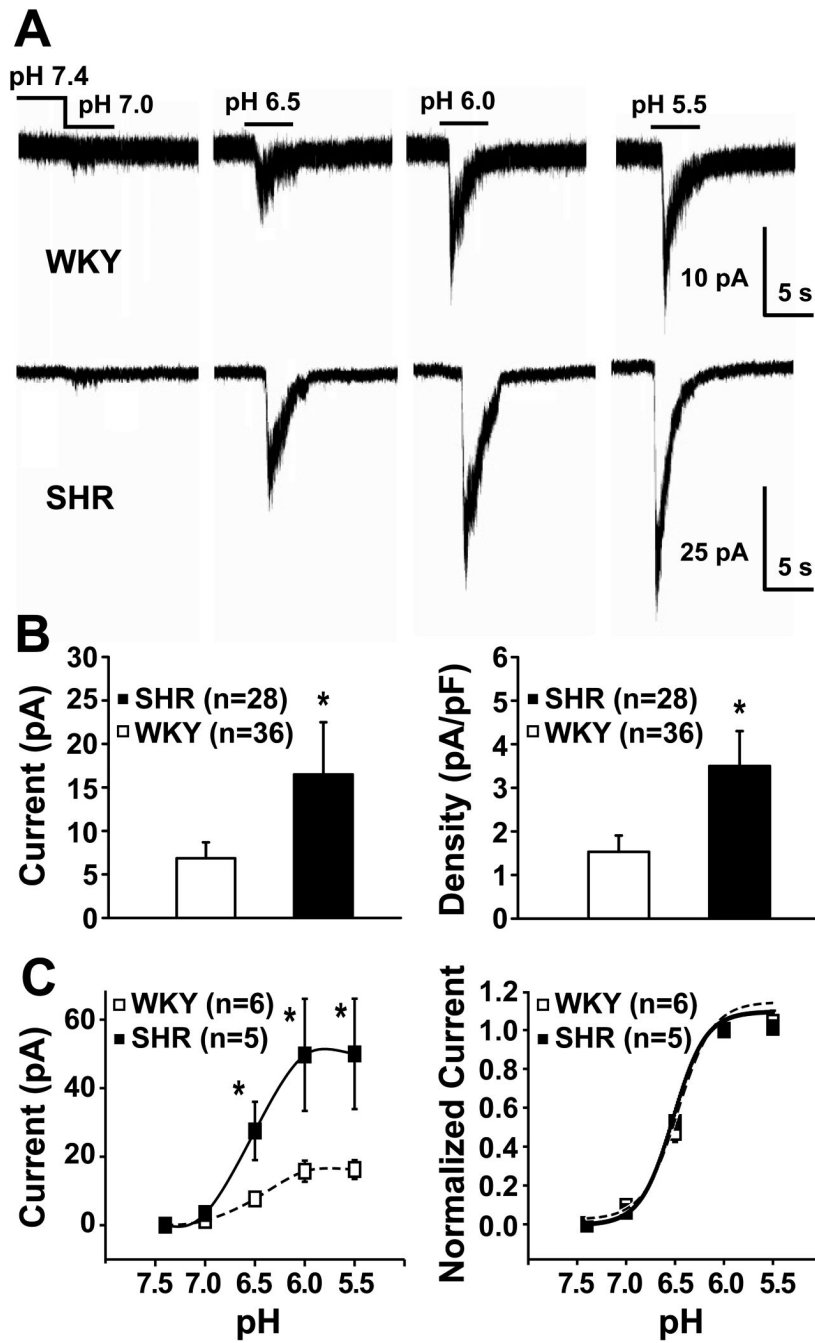 A
pH 7.4
pH 7.0
pH 6.5
pH 6.0
pH 5.5
WKY
10 pA
5 s
SHR
25 pA
5 s
B
Current (pA)
30
25
20
15
10
5
0
SHR (n=28)
WKY (n=36)
*
Density (pA/pF)
6
5
4
3
2
1
0
SHR (n=28)
WKY (n=36)
*
C
Current (pA)
60
40
20
0
WKY (n=6)
SHR (n=5)
*
*
*
7.5 7.0 6.5 6.0 5.5
pH
Normalized Current
1.2
1.0
0.8
0.6
0.4
0.2
0.0
WKY (n=6)
SHR (n=5)
7.5 7.0 6.5 6.0 5.5
pH